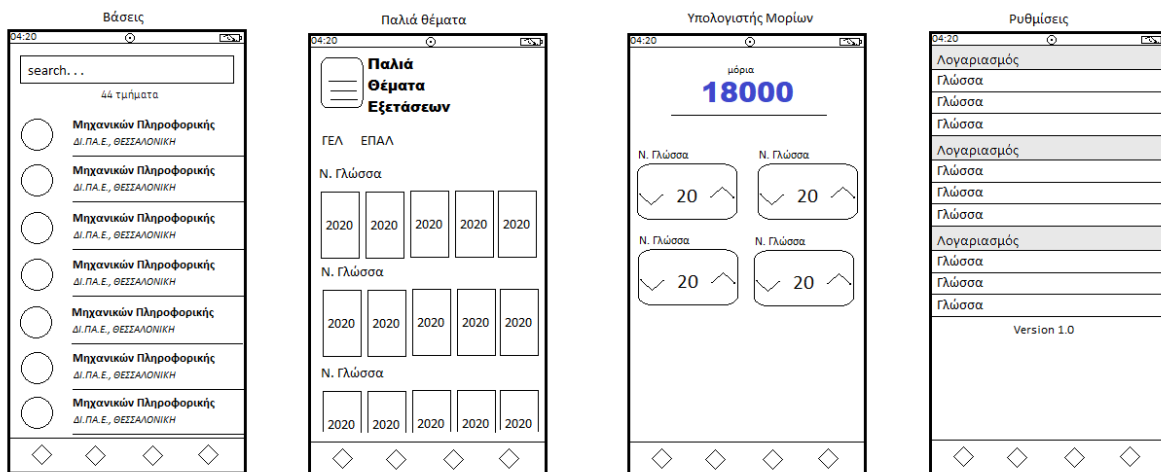 Βάσεις
04:20
search...
44 τμήματα
Μηχανικών Πληροφορικής
ΔΙ.ΠΑ.Ε., ΘΕΣΣΑΛΟΝΙΚΗ
Μηχανικών Πληροφορικής
ΔΙ.ΠΑ.Ε., ΘΕΣΣΑΛΟΝΙΚΗ
Μηχανικών Πληροφορικής
ΔΙ.ΠΑ.Ε., ΘΕΣΣΑΛΟΝΙΚΗ
Μηχανικών Πληροφορικής
ΔΙ.ΠΑ.Ε., ΘΕΣΣΑΛΟΝΙΚΗ
Μηχανικών Πληροφορικής
ΔΙ.ΠΑ.Ε., ΘΕΣΣΑΛΟΝΙΚΗ
Μηχανικών Πληροφορικής
ΔΙ.ΠΑ.Ε., ΘΕΣΣΑΛΟΝΙΚΗ
Μηχανικών Πληροφορικής
ΔΙ.ΠΑ.Ε., ΘΕΣΣΑΛΟΝΙΚΗ
Παλιά θέματα
04:20
Παλιά
Θέματα
Εξετάσεων
ΓΕΛ ΕΠΑΛ
Ν. Γλώσσα
2020 2020 2020 2020 2020
Ν. Γλώσσα
2020 2020 2020 2020 2020
Ν. Γλώσσα
2020 2020 2020 2020 2020
Υπολογιστής Μορίων
04:20
μόρια
18000
Ν. Γλώσσα Ν. Γλώσσα
20 20
Ν. Γλώσσα Ν. Γλώσσα
20 20
Ρυθμίσεις
04:20
Λογαριασμός
Γλώσσα
Γλώσσα
Γλώσσα
Λογαριασμός
Γλώσσα
Γλώσσα
Γλώσσα
Λογαριασμός
Γλώσσα
Γλώσσα
Γλώσσα
Version 1.0